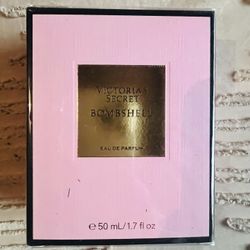 VICTORIA'S
SECRET
BOMBSHELL
EAU DE PARFUM
℮ 50 mL/1.7 fl oz